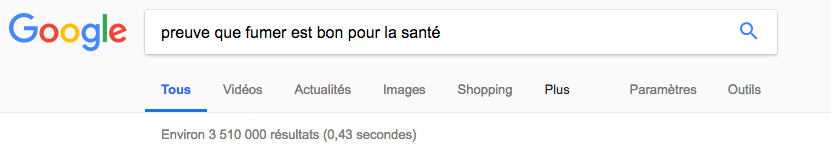 Google preuve que fumer est bon pour la santé
Tous Vidéos Actualités Images Shopping Plus Paramètres Outils
Environ 3 510 000 résultats (0,43 secondes)